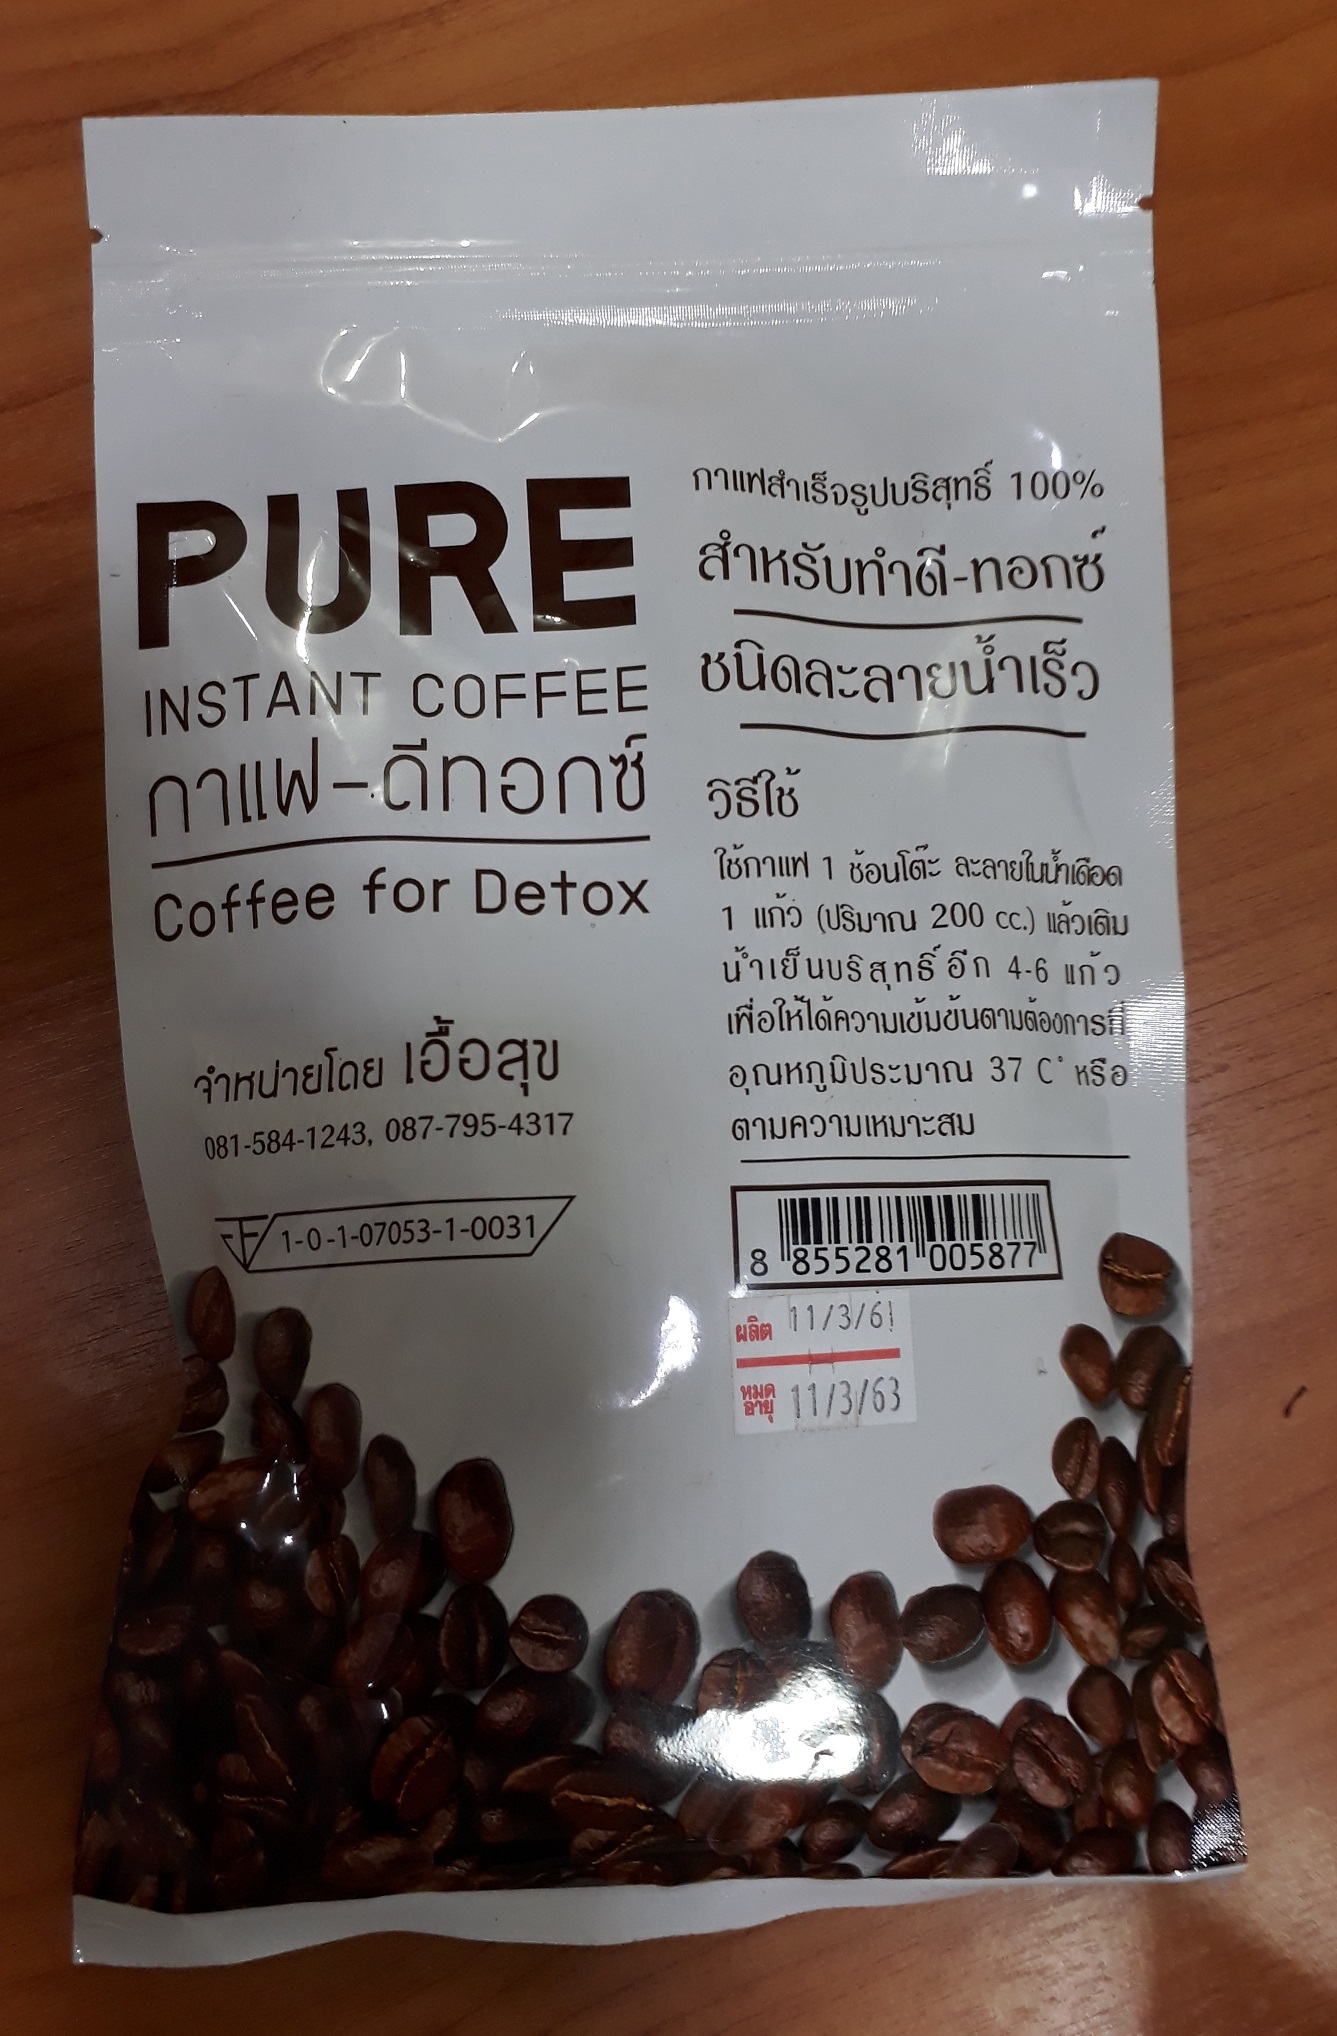 PURE
INSTANT COFFEE
กาแฟ-ดีทอกซ์
Coffee for Detox
จำหน่ายโดย เอื้อสุข
081-584-1243, 087-795-4317
1-0-1-07053-1-0031
กาแฟสำเร็จรูปบริสุทธิ์ 100%
สำหรับทำดี-ทอกซ์
ชนิดละลายน้ำเร็ว
วิธีใช้
ใช้กาแฟ 1 ช้อนโต๊ะ ละลายในน้ำเดือด
1 แก้ว (ปริมาณ 200 cc.) แล้วเติม
น้ำเย็นบริสุทธิ์อีก 4-6 แก้ว
เพื่อให้ได้ความเข้มข้นตามต้องการที่
อุณหภูมิประมาณ 37 C° หรือ
ตามความเหมาะสม
8 855281 005877
ผลิต 11/3/61
หมดอายุ 11/3/63